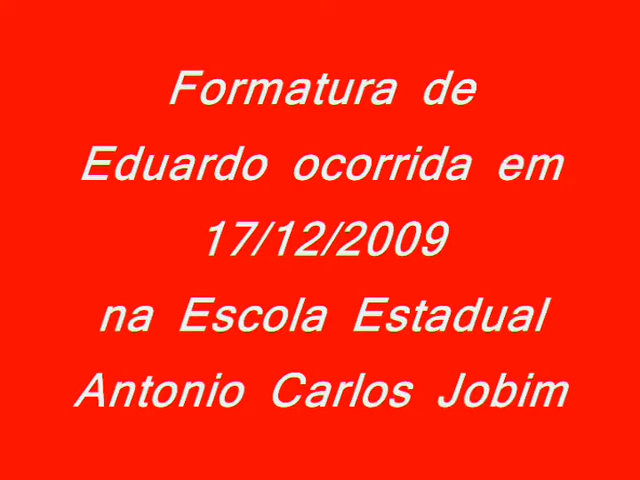 Formatura de
Eduardo ocorrida em
17/12/2009
na Escola Estadual
Antonio Carlos Jobim